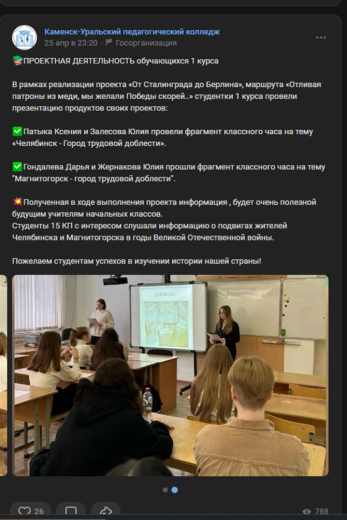 Каменск-Уральский педагогический колледж
25 апр в 23:20 · Госорганизация
ПРОЕКТНАЯ ДЕЯТЕЛЬНОСТЬ обучающихся 1 курса
В рамках реализации проекта «От Сталинграда до Берлина», маршрута «Отливая
патроны из меди, мы желали Победы скорей..» студентки 1 курса провели
презентацию продуктов своих проектов:
Патыка Ксения и Залесова Юлия провели фрагмент классного часа на тему
«Челябинск - Город трудовой доблести».
Гондалева Дарья и Жернакова Юлия прошли фрагмент классного часа на тему
"Магнитогорск - город трудовой доблести".
Полученная в ходе выполнения проекта информация , будет очень полезной
будущим учителям начальных классов.
Студенты 15 КП с интересом слушали информацию о подвигах жителей
Челябинска и Магнитогорска в годы Великой Отечественной войны.
Пожелаем студентам успехов в изучении истории нашей страны!
26
788